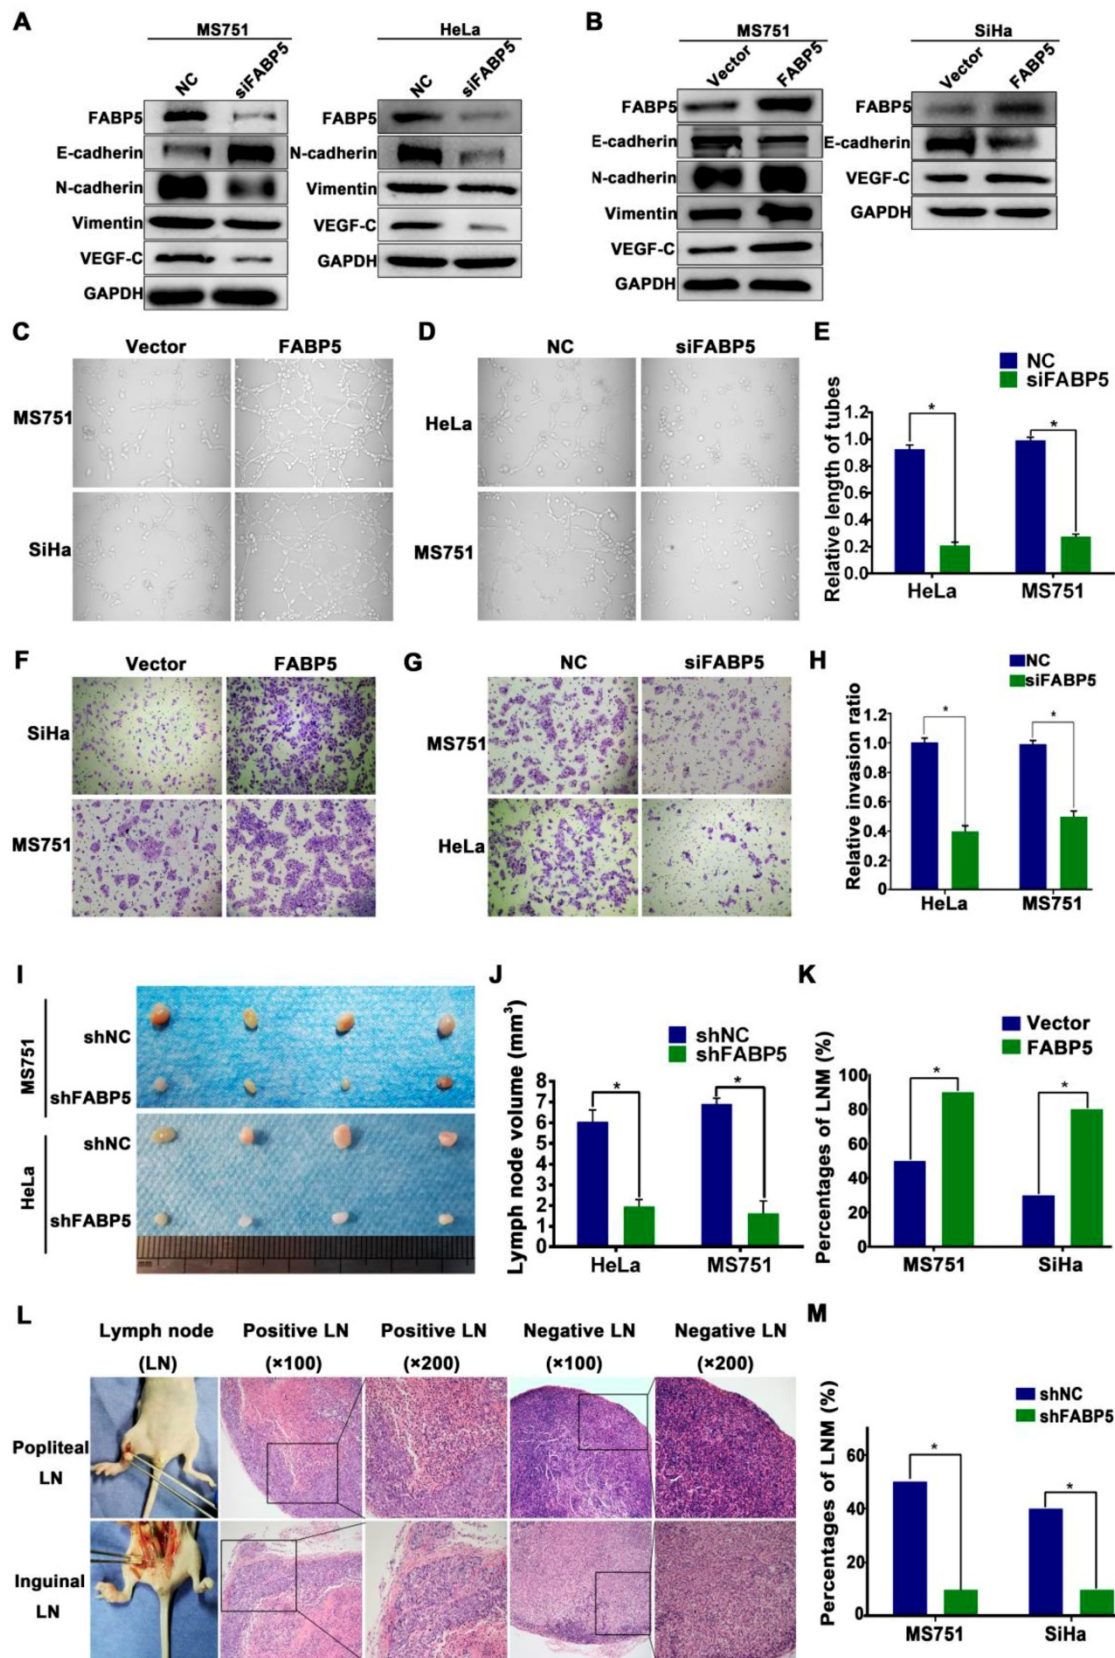 A
MS751
HeLa
NC
siFABP5
NC
siFABP5
FABP5
E-cadherin
N-cadherin
Vimentin
VEGF-C
GAPDH
FABP5
N-cadherin
Vimentin
VEGF-C
GAPDH
B
MS751
SiHa
Vector
FABP5
Vector
FABP5
FABP5
E-cadherin
N-cadherin
Vimentin
VEGF-C
GAPDH
FABP5
E-cadherin
VEGF-C
GAPDH
C
Vector
FABP5
MS751
SiHa
D
NC
siFABP5
HeLa
MS751
E
NC
siFABP5
Relative length of tubes
1.2
1.0
0.8
0.6
0.4
0.2
0.0
*
*
HeLa
MS751
F
Vector
FABP5
SiHa
MS751
G
NC
siFABP5
MS751
HeLa
H
NC
siFABP5
Relative invasion ratio
1.2
1.0
0.8
0.6
0.4
0.2
0
*
*
HeLa
MS751
I
MS751
shNC
shFABP5
HeLa
shNC
shFABP5
mm
J
shNC
shFABP5
Lymph node volume (mm³)
8
7
6
5
4
3
2
1
0
*
*
HeLa
MS751
K
Vector
FABP5
Percentages of LNM (%)
100
80
60
40
20
0
*
*
MS751
SiHa
L
Lymph node
(LN)
Positive LN
(×100)
Positive LN
(×200)
Negative LN
(×100)
Negative LN
(×200)
Popliteal
LN
Inguinal
LN
M
shNC
shFABP5
Percentages of LNM (%)
60
40
20
0
*
*
MS751
SiHa